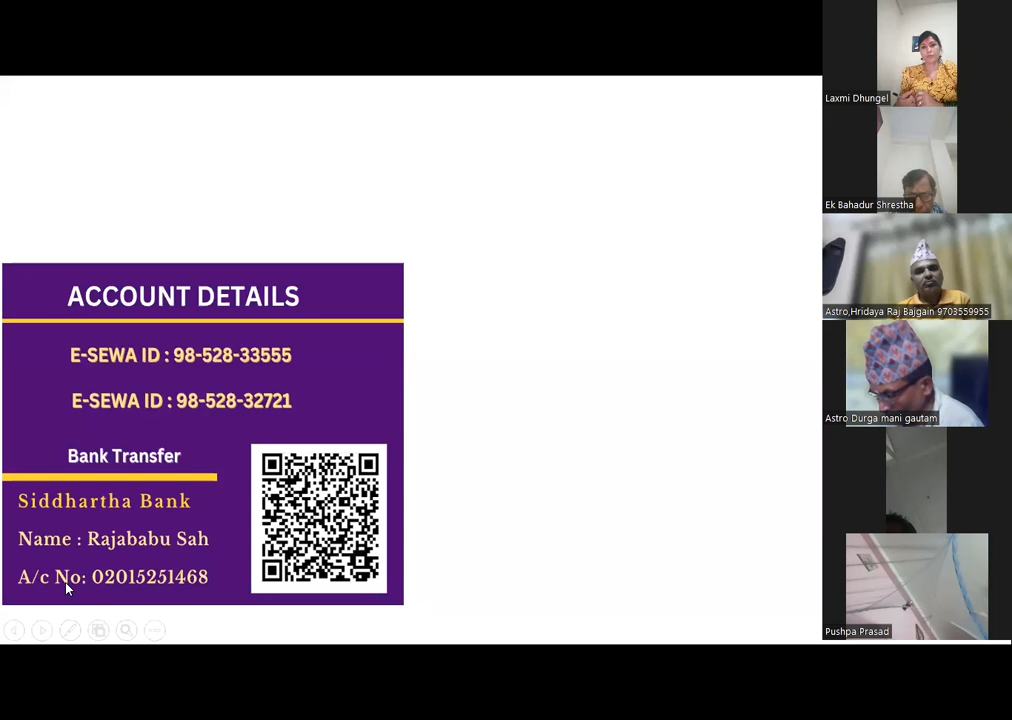 ACCOUNT DETAILS
E-SEWA ID : 98-528-33555
E-SEWA ID : 98-528-32721
Bank Transfer
Siddhartha Bank
Name : Rajababu Sah
A/c No: 02015251468
Laxmi Dhungel
Ek Bahadur Shrestha
Astro,Hridaya Raj Bajgain 9703559955
Astro Durga mani gautam
Pushpa Prasad